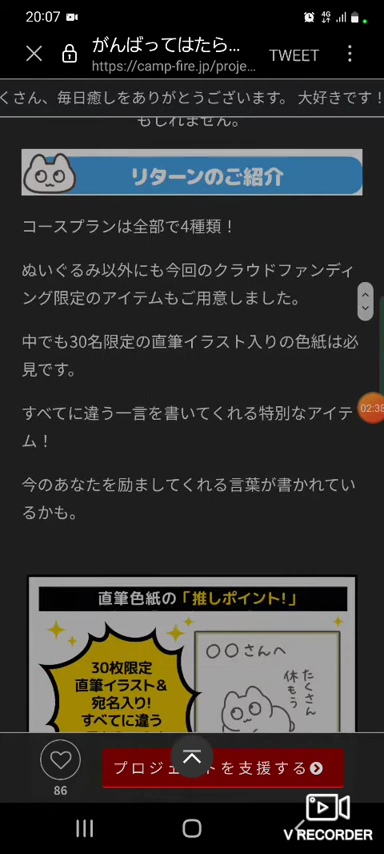 20:07
4G
がんばってはたら…
TWEET
https://camp-fire.jp/proje…
くさん、毎日癒しをありがとうございます。 大好きです！
もしれません。
リターンのご紹介
コースプランは全部で4種類！
ぬいぐるみ以外にも今回のクラウドファンディ
ング限定のアイテムもご用意しました。
中でも30名限定の直筆イラスト入りの色紙は必
見です。
02:38
すべてに違う一言を書いてくれる特別なアイテ
ム！
今のあなたを励ましてくれる言葉が書かれてい
るかも。
直筆色紙の「推しポイント!」
30枚限定
直筆イラスト&
宛名入り!
すべてに違う
〇〇さんへ
たくさん
休もう
プロジェクトを支援する
86
V RECORDER